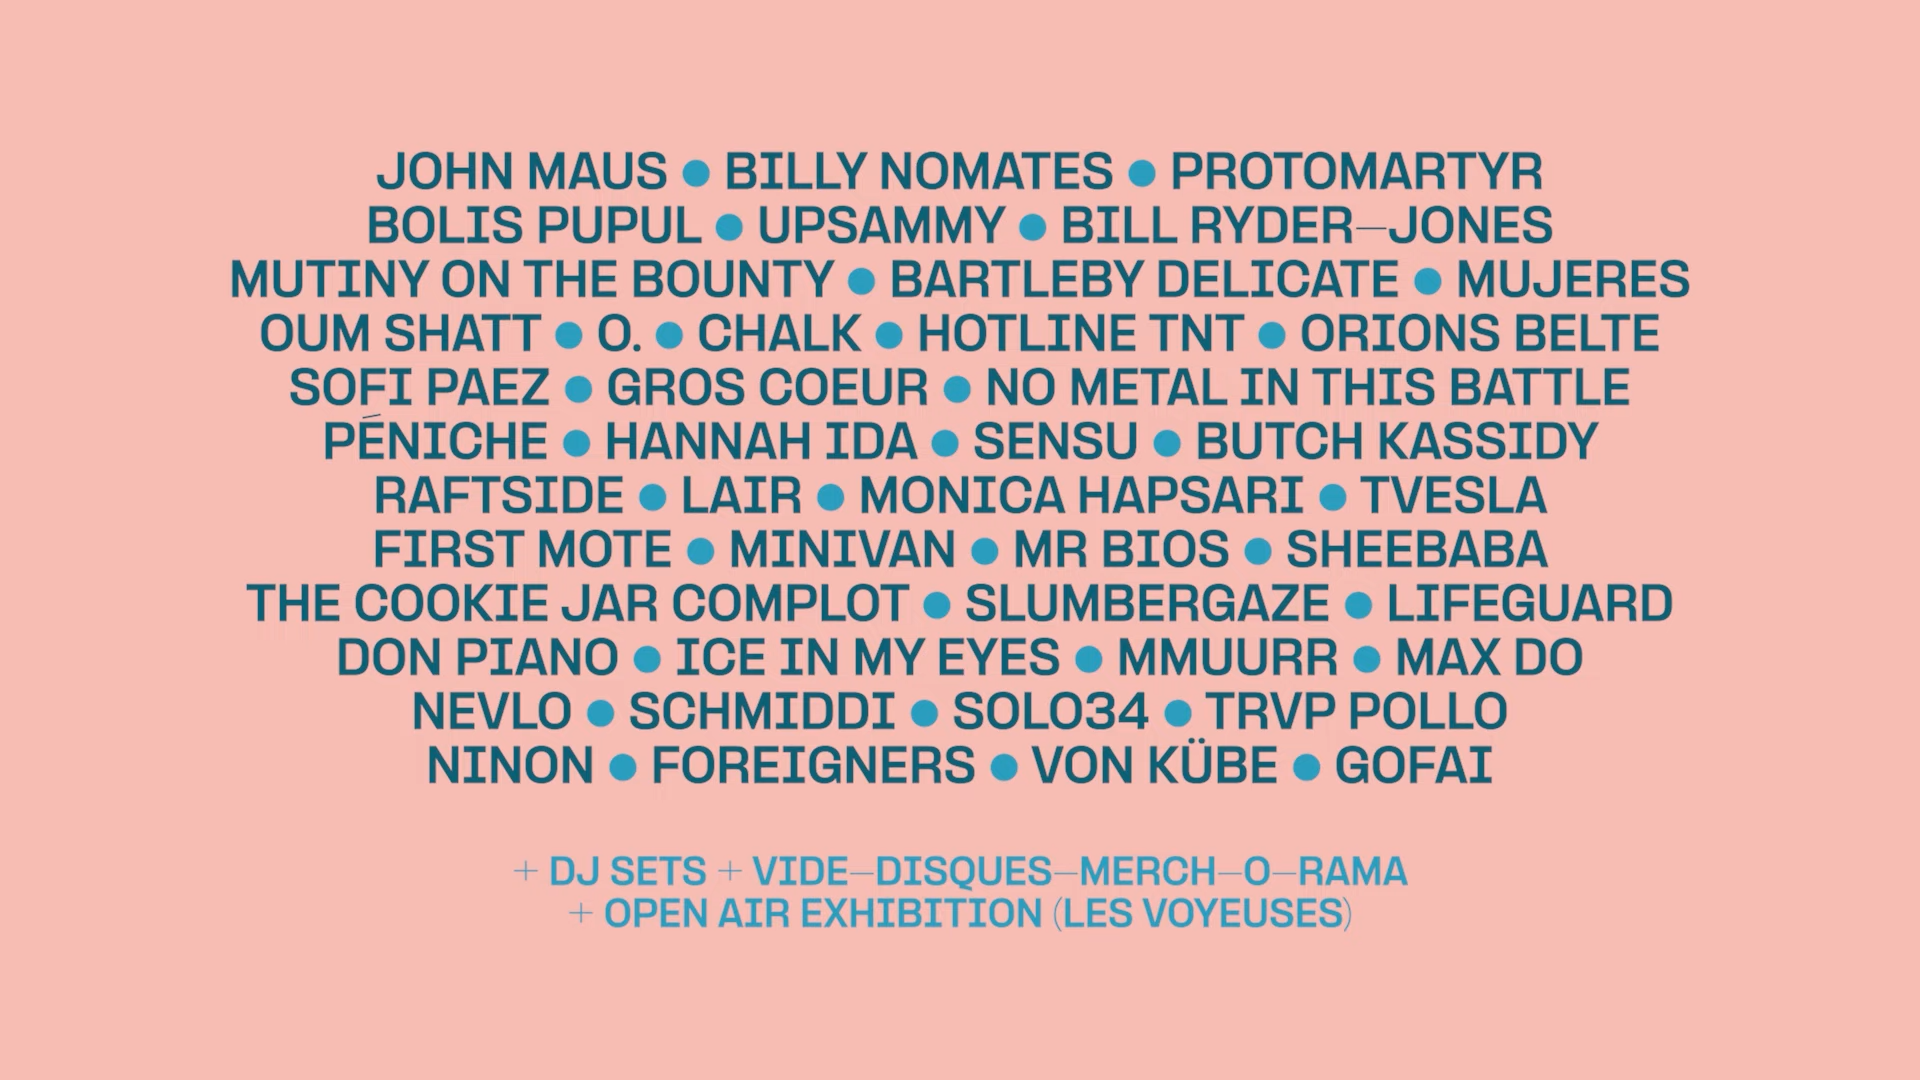 JOHN MAUS ● BILLY NOMATES ● PROTOMARTYR
BOLIS PUPUL ● UPSAMMY ● BILL RYDER–JONES
MUTINY ON THE BOUNTY ● BARTLEBY DELICATE ● MUJERES
OUM SHATT ● O. ● CHALK ● HOTLINE TNT ● ORIONS BELTE
SOFI PAEZ ● GROS COEUR ● NO METAL IN THIS BATTLE
PÉNICHE ● HANNAH IDA ● SENSU ● BUTCH KASSIDY
RAFTSIDE ● LAIR ● MONICA HAPSARI ● TVESLA
FIRST MOTE ● MINIVAN ● MR BIOS ● SHEEBABA
THE COOKIE JAR COMPLOT ● SLUMBERGAZE ● LIFEGUARD
DON PIANO ● ICE IN MY EYES ● MMUURR ● MAX DO
NEVLO ● SCHMIDDI ● SOLO34 ● TRVP POLLO
NINON ● FOREIGNERS ● VON KÜBE ● GOFAI
+ DJ SETS + VIDE–DISQUES–MERCH–O–RAMA
+ OPEN AIR EXHIBITION (LES VOYEUSES)